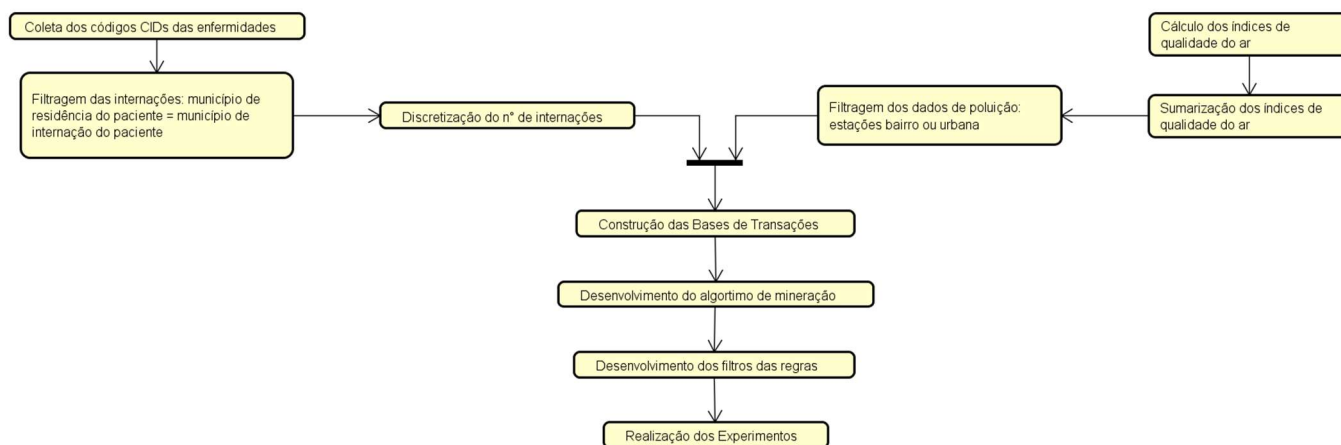 Coleta dos códigos CIDs das enfermidades
Filtragem das internações: município de
residência do paciente = município de
internação do paciente
Discretização do n° de internações
Cálculo dos índices de
qualidade do ar
Sumarização dos índices de
qualidade do ar
Filtragem dos dados de poluição:
estações bairro ou urbana
Construção das Bases de Transações
Desenvolvimento do algortimo de mineração
Desenvolvimento dos filtros das regras
Realização dos Experimentos